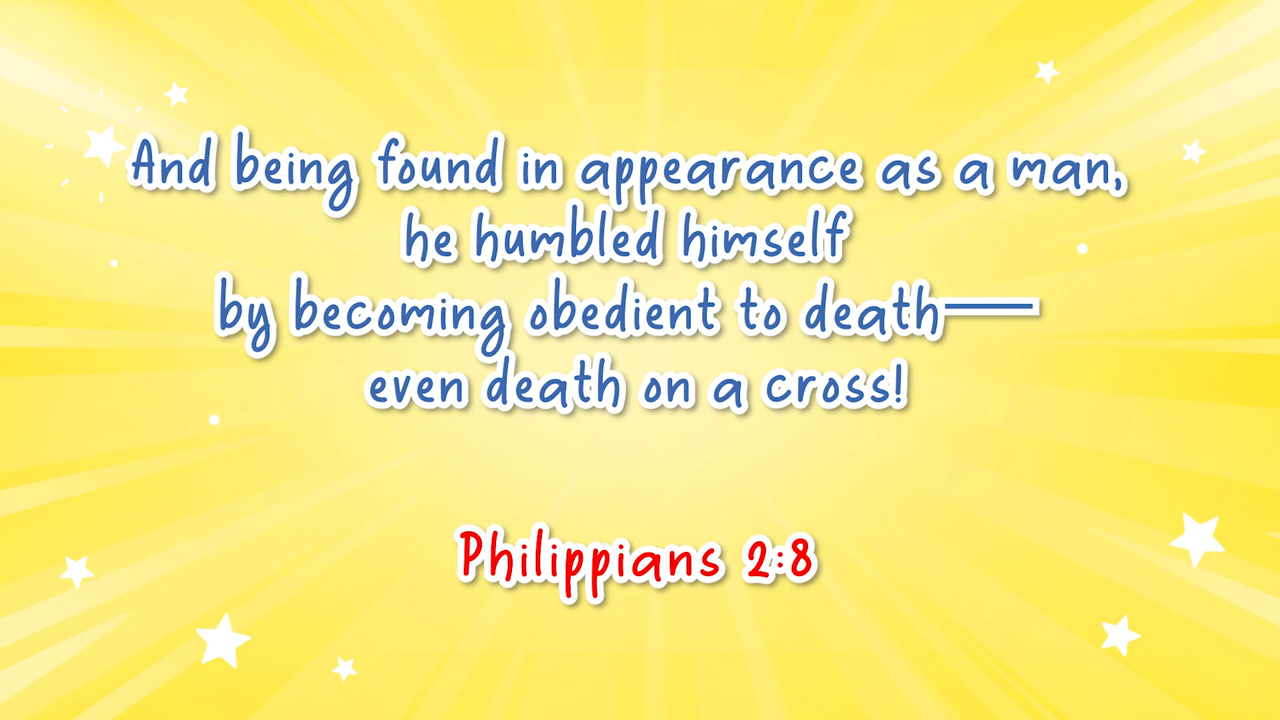 And being found in appearance as a man,
he humbled himself
by becoming obedient to death—
even death on a cross!
Philippians 2:8